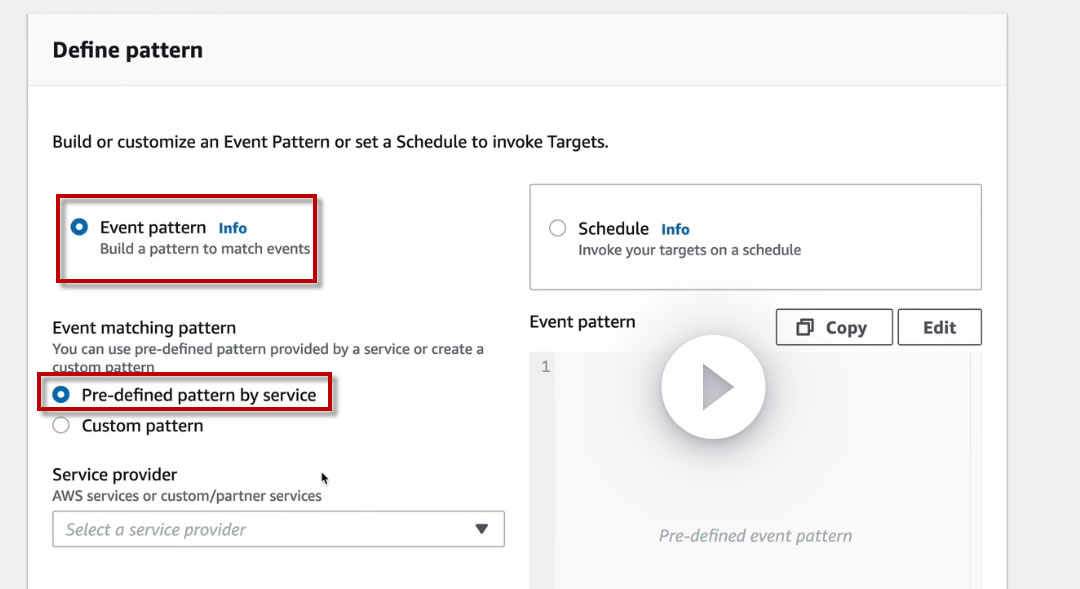 Define pattern
Build or customize an Event Pattern or set a Schedule to invoke Targets.
Event pattern Info
Build a pattern to match events
Schedule Info
Invoke your targets on a schedule
Event matching pattern
You can use pre-defined pattern provided by a service or create a
custom pattern
Pre-defined pattern by service
Custom pattern
Service provider
AWS services or custom/partner services
Select a service provider
Event pattern
Copy
Edit
1
Pre-defined event pattern